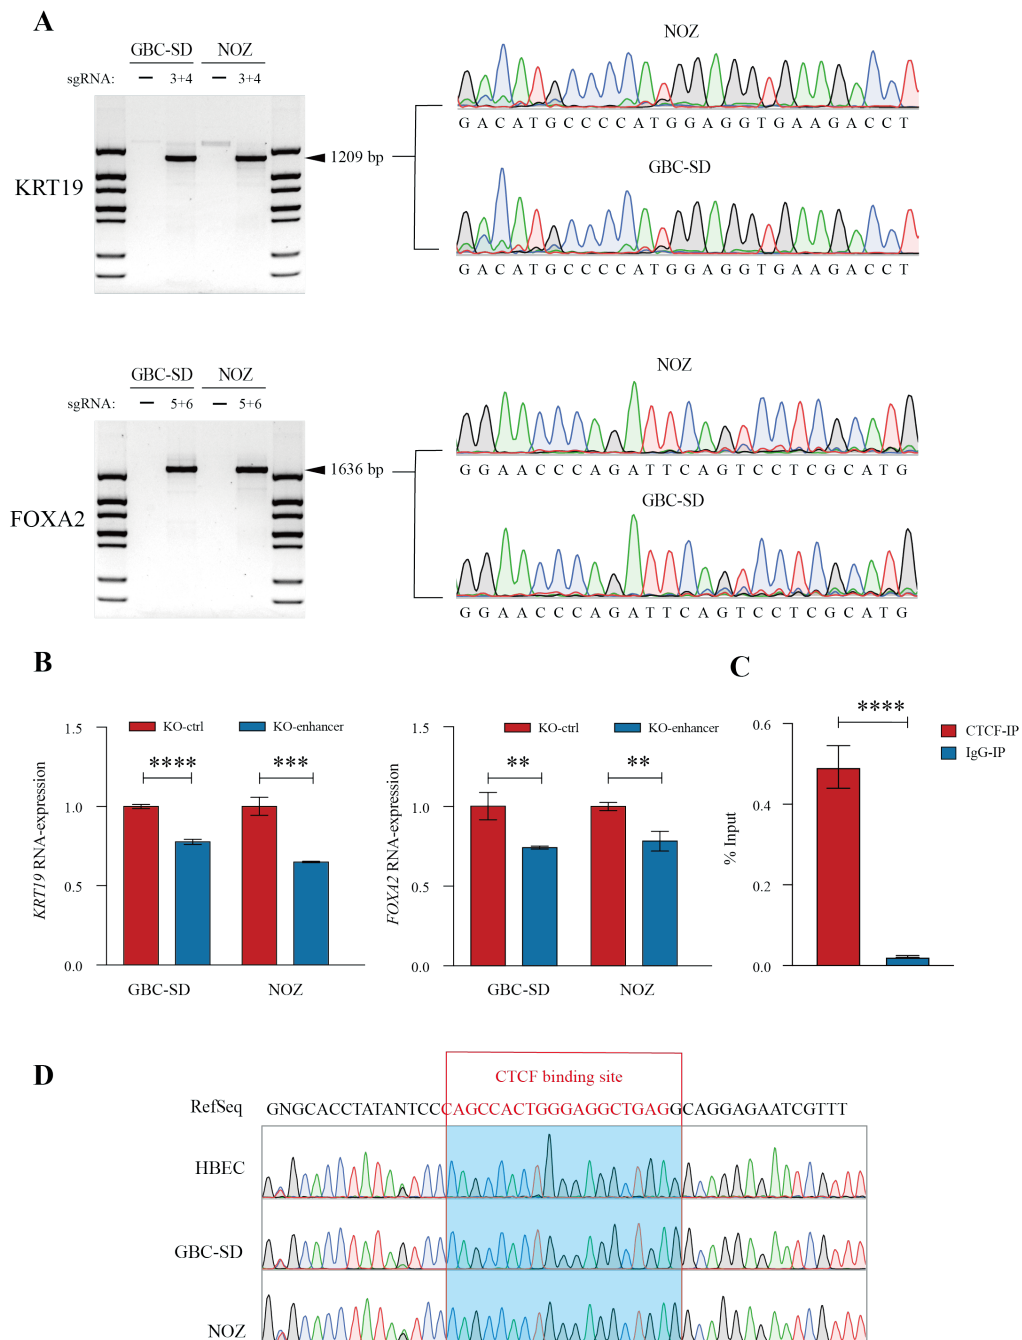 A
GBC-SD NOZ
sgRNA: – 3+4 – 3+4
KRT19
1209 bp
NOZ
G A C A T G C C C C A T G G A G G T G A A G A C C T
GBC-SD
G A C A T G C C C C A T G G A G G T G A A G A C C T
GBC-SD NOZ
sgRNA: – 5+6 – 5+6
FOXA2
1636 bp
NOZ
G G A A C C C A G A T T C A G T C C T C G C A T G
GBC-SD
G G A A C C C A G A T T C A G T C C T C G C A T G
B
KO-ctrl KO-enhancer
KRT19 RNA-expression
1.5
1.0
0.5
0.0
**** ***
GBC-SD NOZ
KO-ctrl KO-enhancer
FOXA2 RNA-expression
1.5
1.0
0.5
0.0
** **
GBC-SD NOZ
C
% Input
0.6
0.4
0.2
0.0
****
CTCF-IP
IgG-IP
D
CTCF binding site
RefSeq GNGCACCTATANTCCCAGCCACTGGGAGGCTGAGGCAGGAGAATCGTTT
HBEC
GBC-SD
NOZ